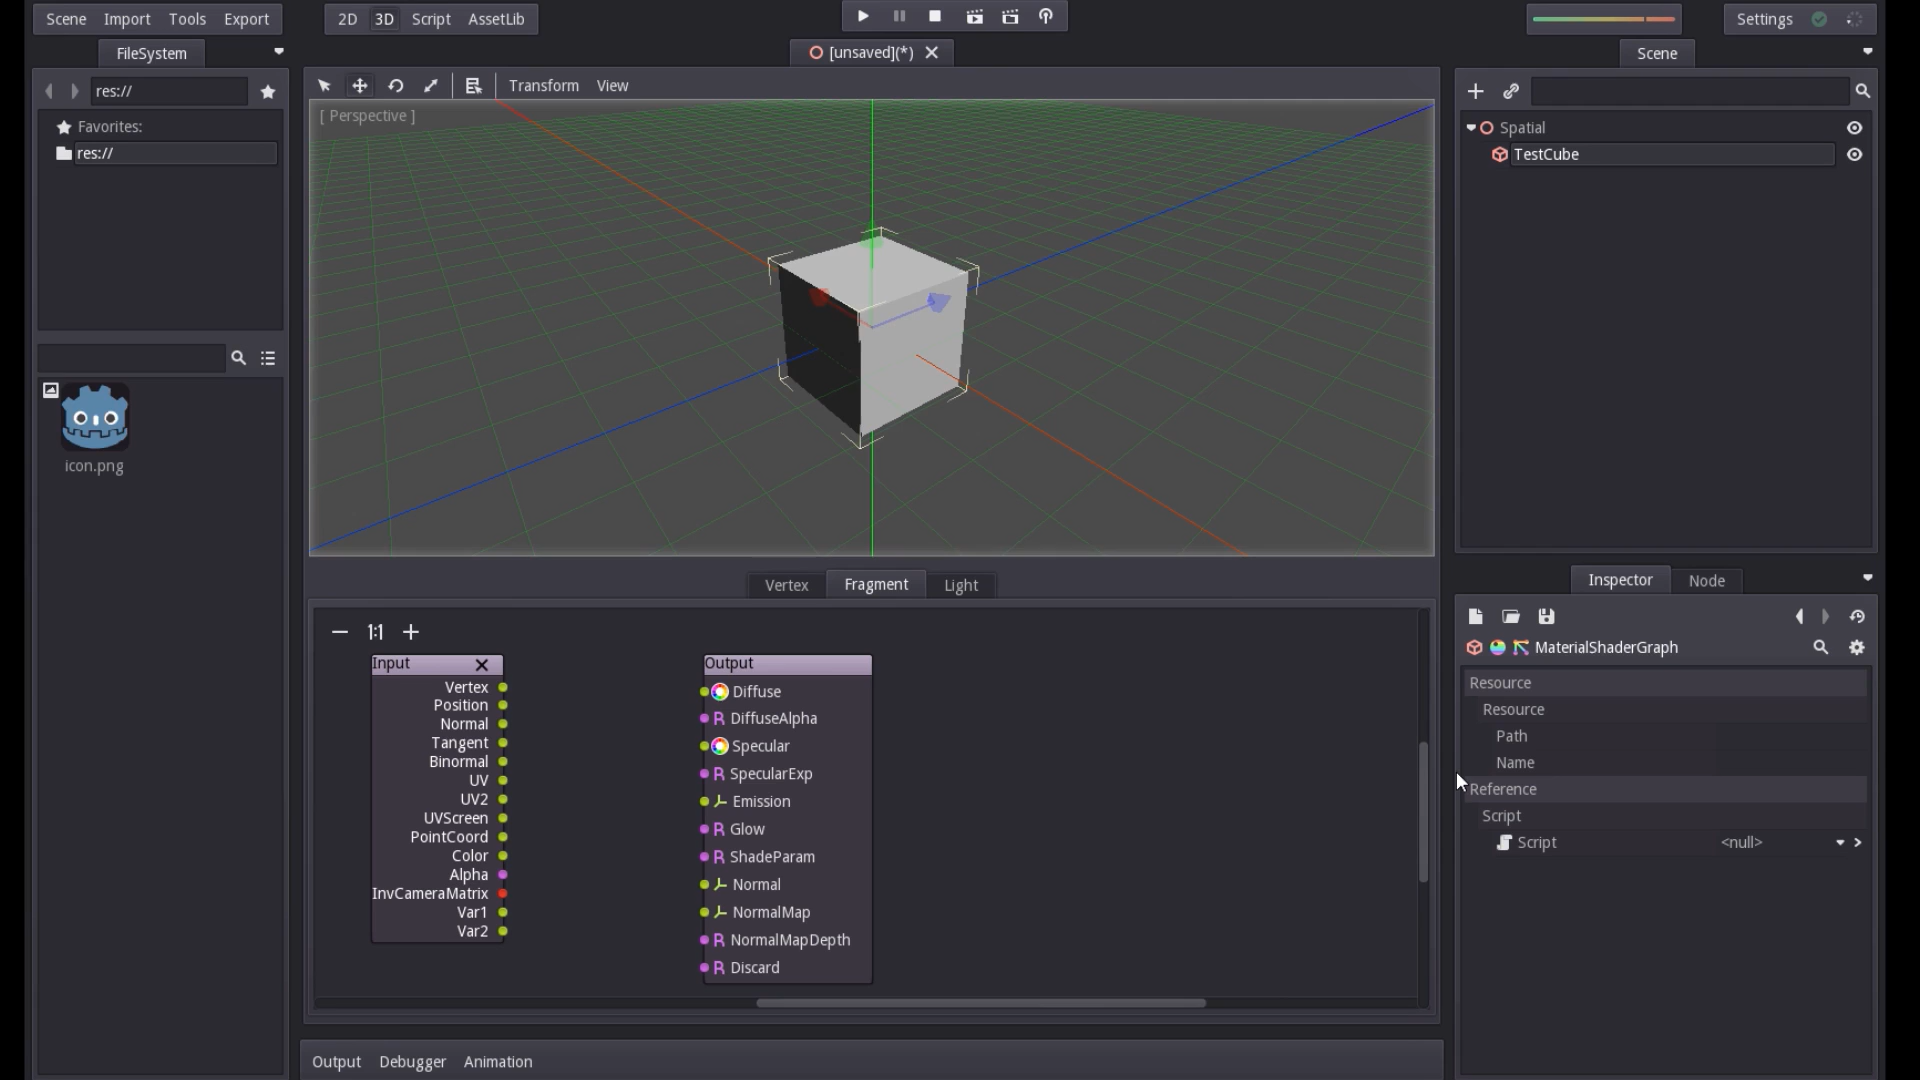 Scene Import Tools Export
2D 3D Script AssetLib
Settings
FileSystem
[unsaved](*)
Scene
res://
Transform View
[ Perspective ]
Favorites:
res://
Spatial
TestCube
icon.png
Vertex Fragment Light
Inspector Node
1:1
MaterialShaderGraph
Input
Vertex
Position
Normal
Tangent
Binormal
UV
UV2
UVScreen
PointCoord
Color
Alpha
InvCameraMatrix
Var1
Var2
Output
Diffuse
R DiffuseAlpha
Specular
R SpecularExp
Emission
R Glow
R ShadeParam
Normal
NormalMap
R NormalMapDepth
R Discard
Resource
Resource
Path
Name
Reference
Script
Script <null>
Output Debugger Animation